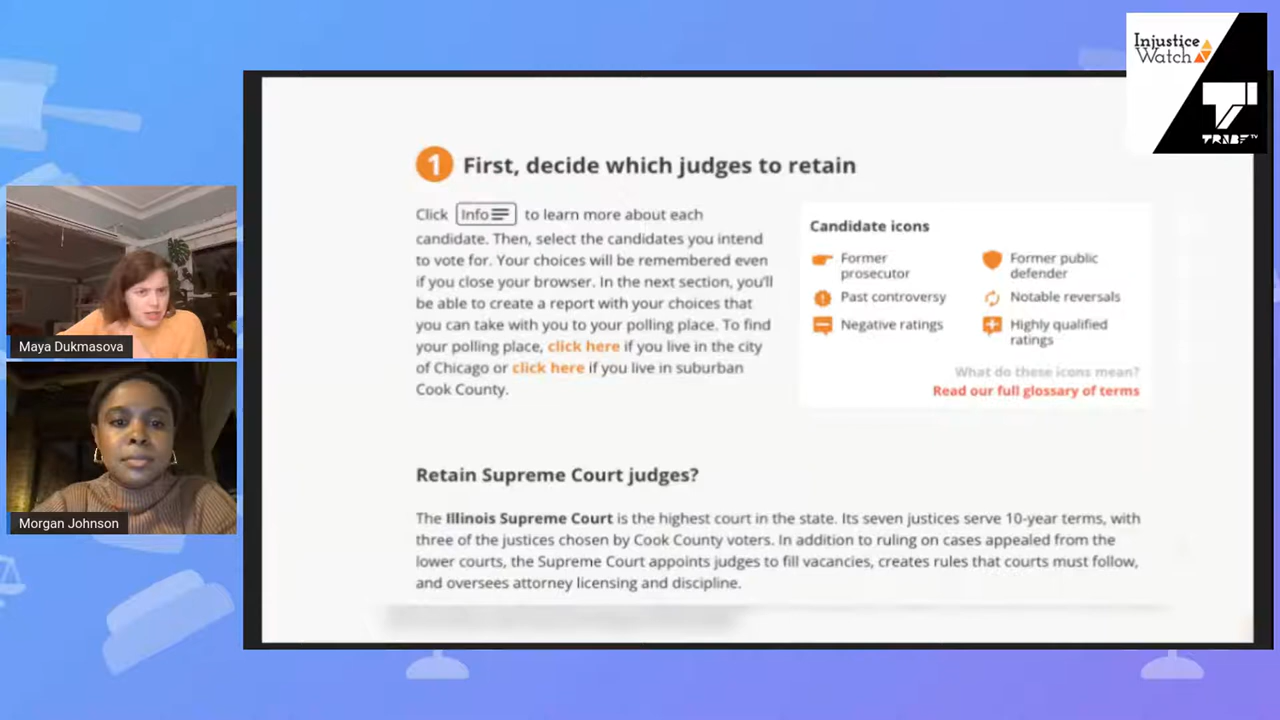 Injustice
Watch
TRiBE TV
1 First, decide which judges to retain
Click Info to learn more about each
candidate. Then, select the candidates you intend
to vote for. Your choices will be remembered even
if you close your browser. In the next section, you'll
be able to create a report with your choices that
you can take with you to your polling place. To find
your polling place, click here if you live in the city
of Chicago or click here if you live in suburban
Cook County.
Candidate icons
Former
prosecutor
Former public
defender
Past controversy
Notable reversals
Negative ratings
Highly qualified
ratings
What do these icons mean?
Read our full glossary of terms
Retain Supreme Court judges?
The Illinois Supreme Court is the highest court in the state. Its seven justices serve 10-year terms, with
three of the justices chosen by Cook County voters. In addition to ruling on cases appealed from the
lower courts, the Supreme Court appoints judges to fill vacancies, creates rules that courts must follow,
and oversees attorney licensing and discipline.
Maya Dukmasova
Morgan Johnson